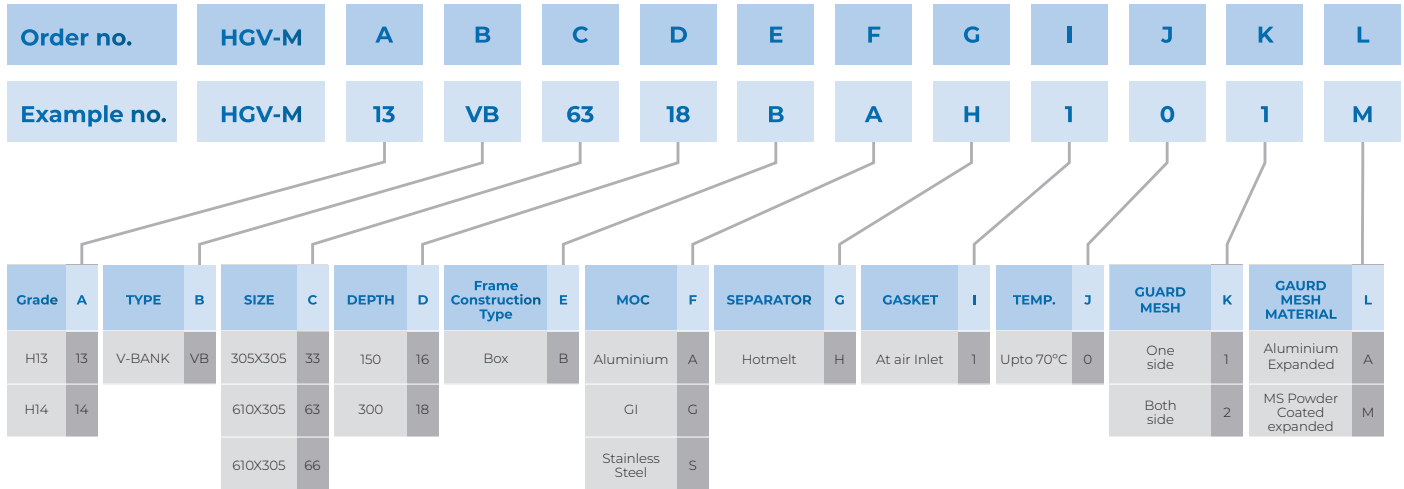 Order no. HGV-M A B C D E F G I J K L
Example no. HGV-M 13 VB 63 18 B A H 1 0 1 M
Grade A TYPE B SIZE C DEPTH D Frame Construction Type E MOC F SEPARATOR G GASKET I TEMP. J GUARD MESH K GAURD MESH MATERIAL L
H13 13 V-BANK VB 305X305 33 150 16 Box B Aluminium A Hotmelt H At air Inlet 1 Upto 70°C 0 One side 1 Aluminium Expanded A
H14 14 610X305 63 300 18 GI G Both side 2 MS Powder Coated expanded M
610X305 66 Stainless Steel S